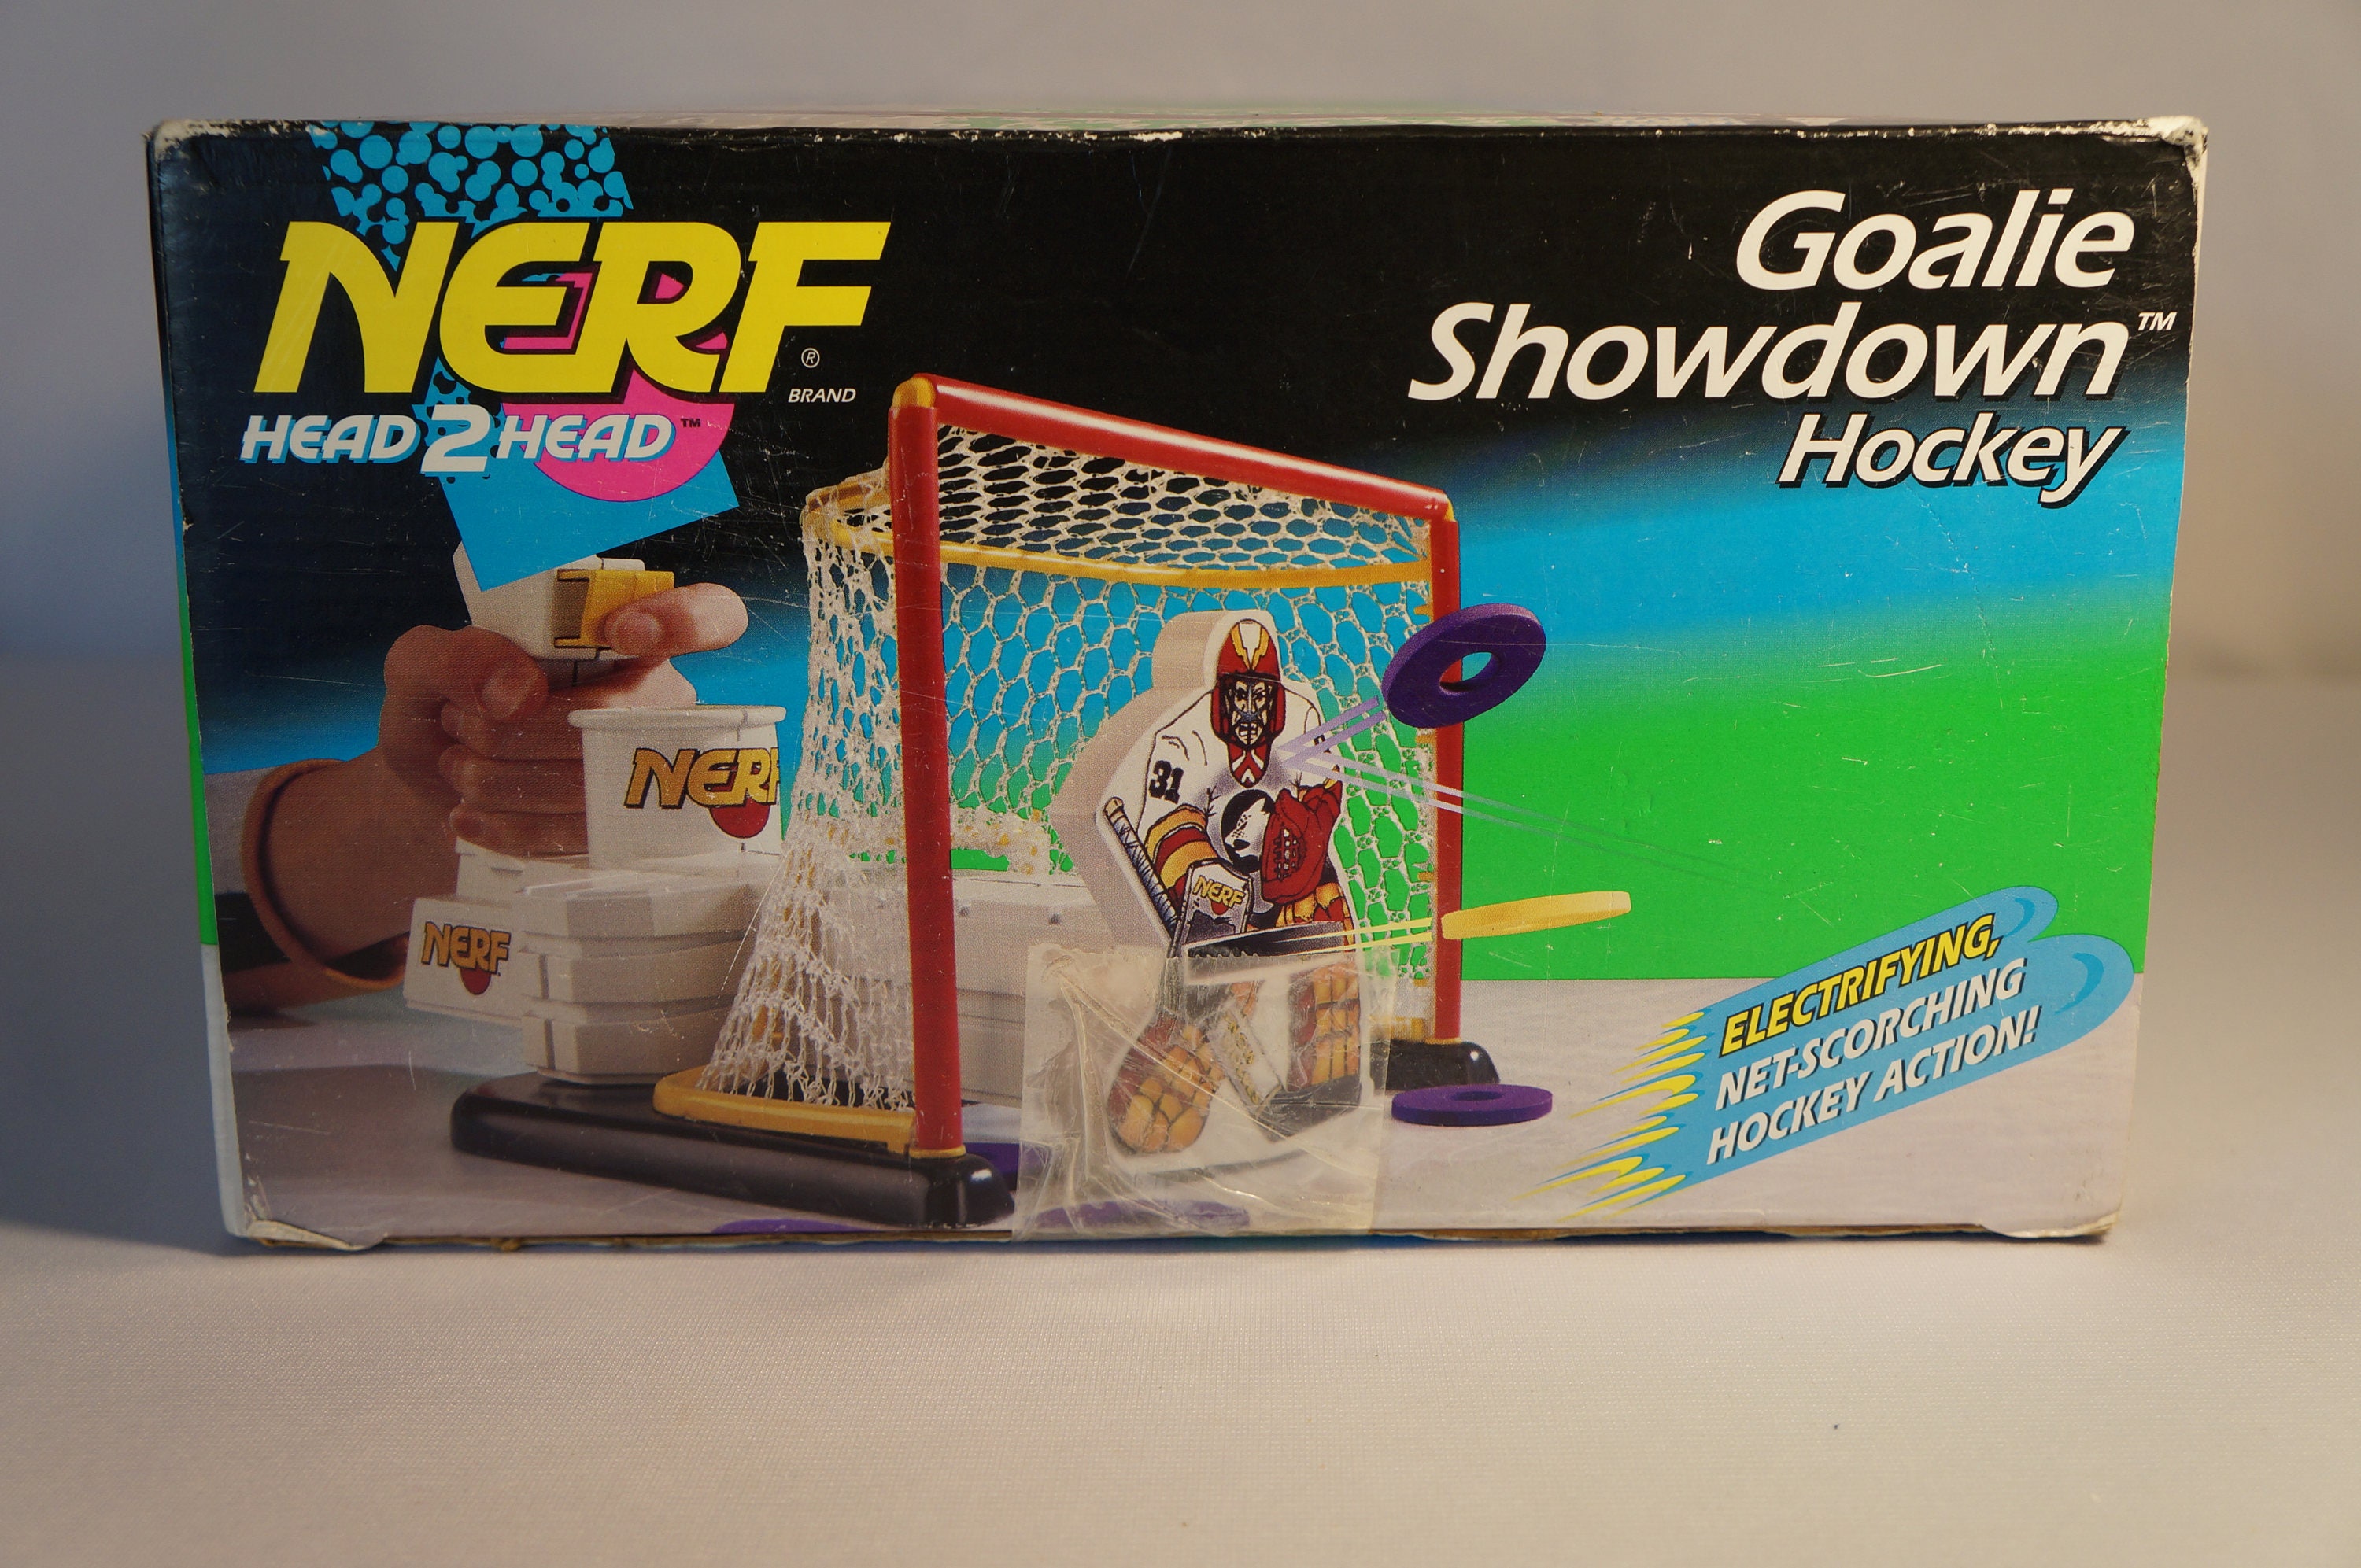 NERF
® BRAND
HEAD 2 HEAD™
Goalie
Showdown™
Hockey
NERF
NERF
31
NERF
ELECTRIFYING,
NET-SCORCHING
HOCKEY ACTION!